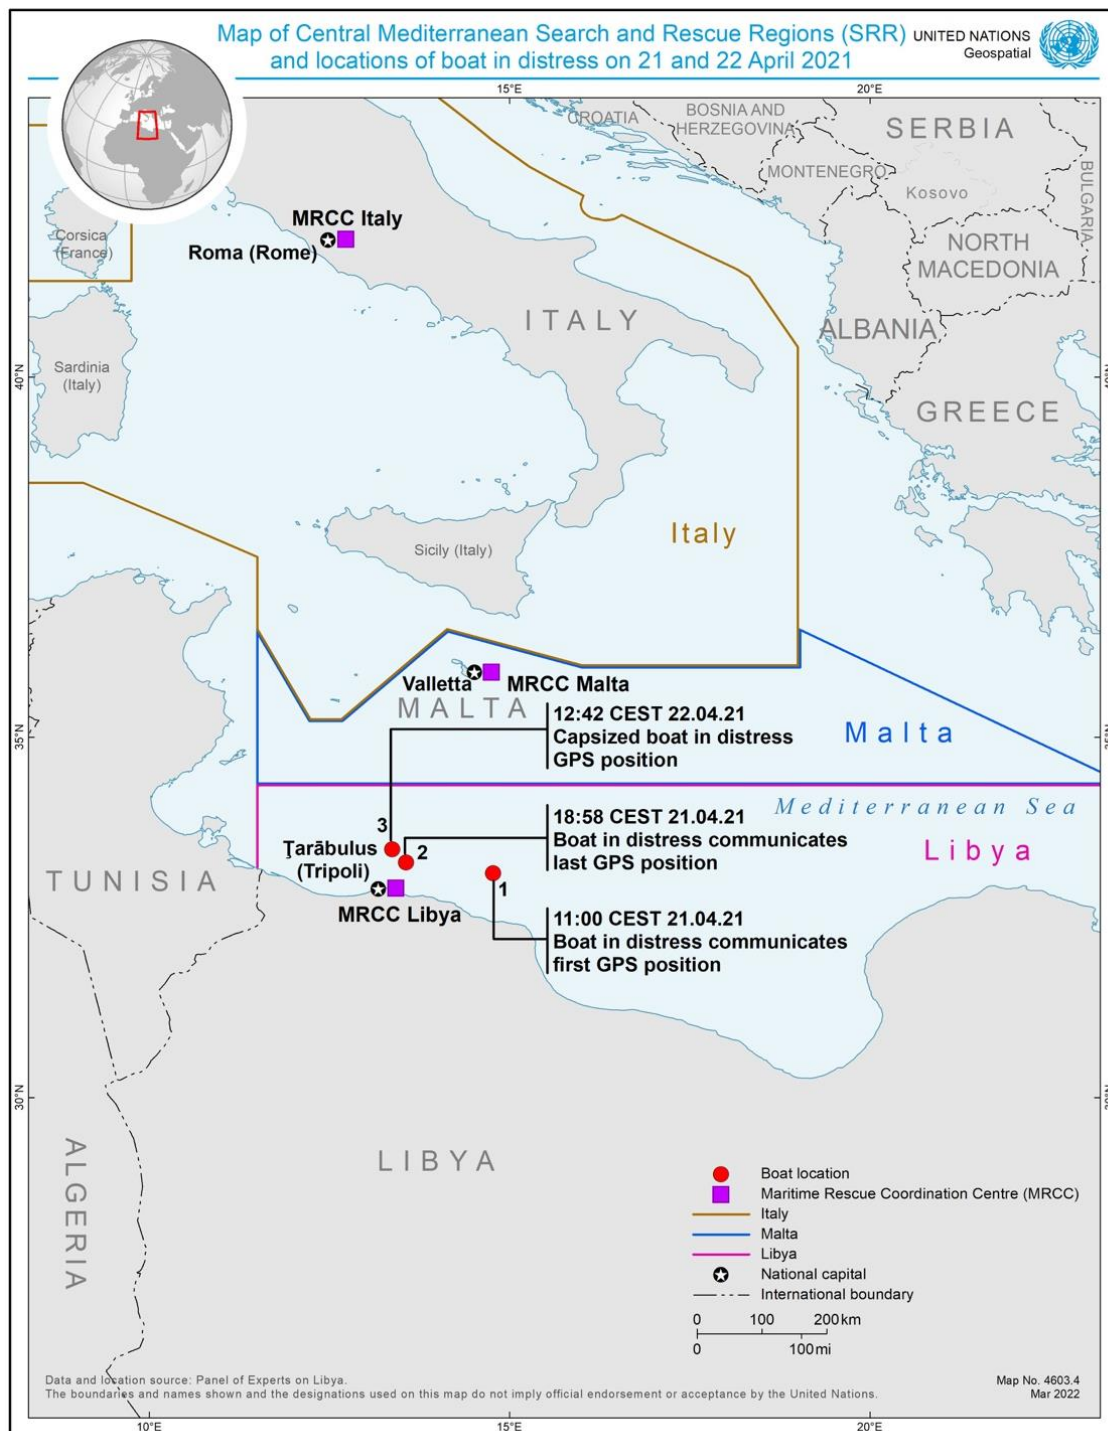 Map of Central Mediterranean Search and Rescue Regions (SRR)
and locations of boat in distress on 21 and 22 April 2021
UNITED NATIONS
Geospatial
15°E
20°E
CROATIA
BOSNIA AND
HERZEGOVINA
SERBIA
MONTENEGRO
Kosovo
BULGARIA
Corsica
(France)
MRCC Italy
Roma (Rome)
NORTH
MACEDONIA
ITALY
ALBANIA
Sardinia
(Italy)
40°N
40°N
GREECE
Italy
Sicily (Italy)
Valletta
MRCC Malta
MALTA
12:42 CEST 22.04.21
Capsized boat in distress
GPS position
Malta
35°N
35°N
Mediterranean Sea
18:58 CEST 21.04.21
Boat in distress communicates
last GPS position
3
2
Ţarābulus
(Tripoli)
Libya
TUNISIA
1
MRCC Libya
11:00 CEST 21.04.21
Boat in distress communicates
first GPS position
30°N
30°N
ALGERIA
LIBYA
Boat location
Maritime Rescue Coordination Centre (MRCC)
Italy
Malta
Libya
National capital
International boundary
0 100 200 km
0 100 mi
Data and location source: Panel of Experts on Libya.
The boundaries and names shown and the designations used on this map do not imply official endorsement or acceptance by the United Nations.
Map No. 4603.4
Mar 2022
10°E
15°E
20°E